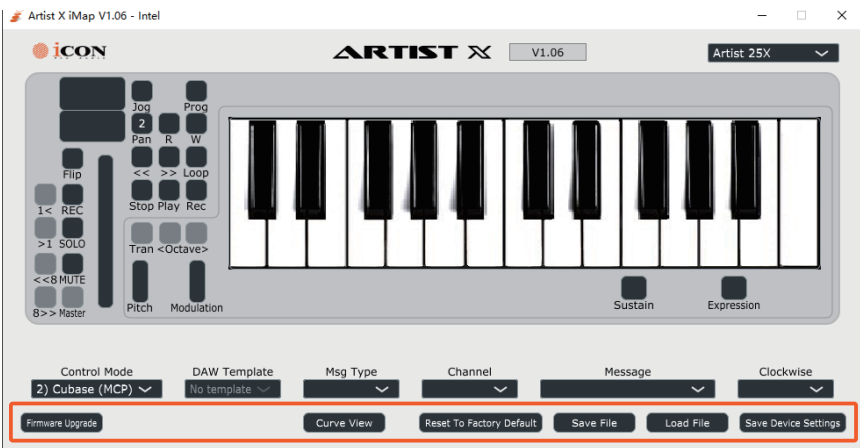 Artist X iMap V1.06 - Intel
iCON
ARTIST X
V1.06
Artist 25X
Jog Prog
2
Pan R W
Flip << >> Loop
1< REC Stop Play Rec
>1 SOLO Tran <Octave>
<<8 MUTE
8>> Master Pitch Modulation Sustain Expression
Control Mode DAW Template Msg Type Channel Message Clockwise
2) Cubase (MCP) No template
Firmware Upgrade Curve View Reset To Factory Default Save File Load File Save Device Settings